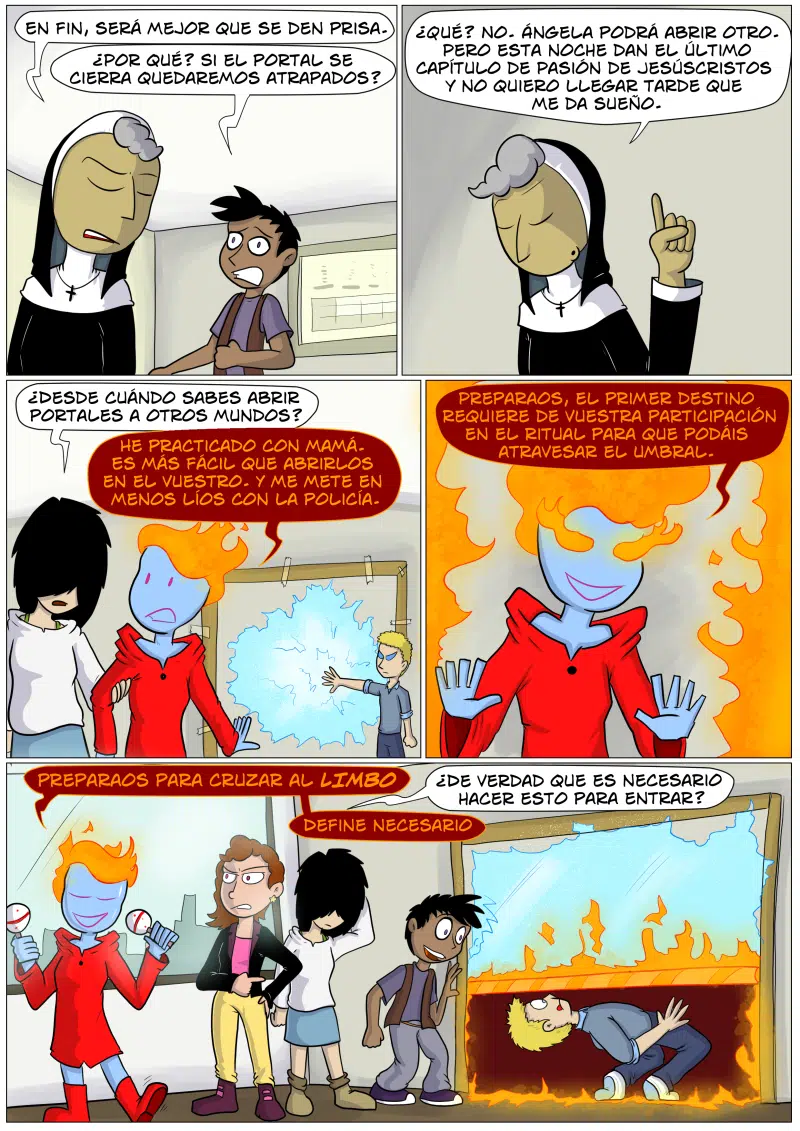 EN FIN, SERÁ MEJOR QUE SE DEN PRISA.
¿POR QUÉ? SI EL PORTAL SE
CIERRA QUEDAREMOS ATRAPADOS?
¿QUÉ? NO. ÁNGELA PODRÁ ABRIR OTRO.
PERO ESTA NOCHE DAN EL ÚLTIMO
CAPÍTULO DE PASIÓN DE JESÚSCRISTOS
Y NO QUIERO LLEGAR TARDE QUE
ME DA SUEÑO.
¿DESDE CUÁNDO SABES ABRIR
PORTALES A OTROS MUNDOS?
HE PRACTICADO CON MAMÁ.
ES MÁS FÁCIL QUE ABRIRLOS
EN EL VUESTRO. Y ME METE EN
MENOS LÍOS CON LA POLICÍA.
PREPARAOS, EL PRIMER DESTINO
REQUIERE DE VUESTRA PARTICIPACIÓN
EN EL RITUAL PARA QUE PODÁIS
ATRAVESAR EL UMBRAL.
PREPARAOS PARA CRUZAR AL LIMBO
¿DE VERDAD QUE ES NECESARIO
HACER ESTO PARA ENTRAR?
DEFINE NECESARIO